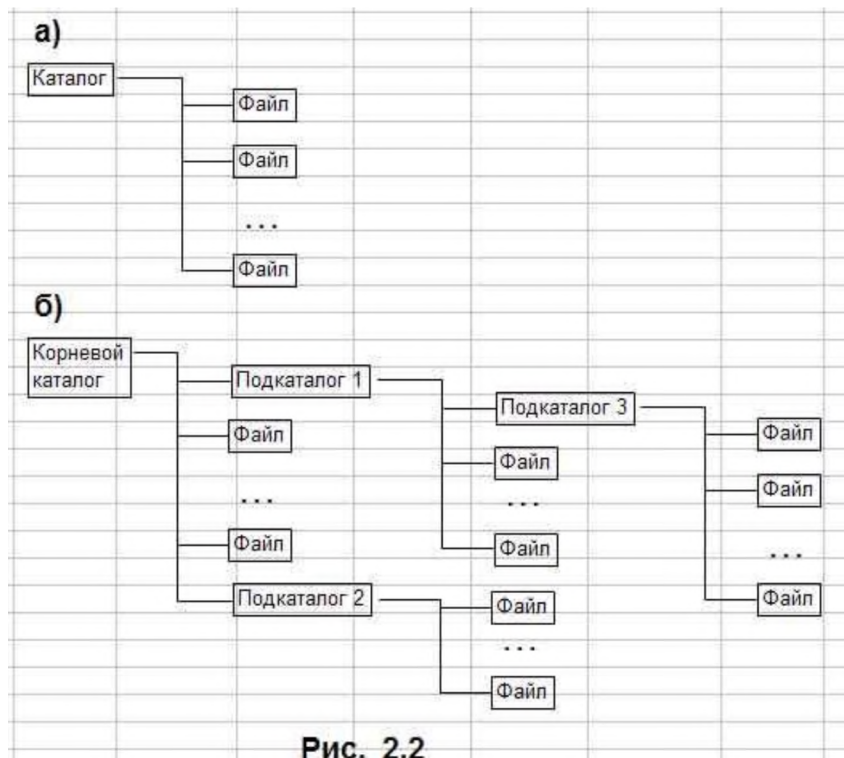 а)
Каталог
Файл
Файл
...
Файл
б)
Корневой
каталог
Подкаталог 1
Подкаталог 3
Файл
Файл
Файл
Файл
...
...
...
Файл
Файл
Файл
Подкаталог 2
Файл
...
Файл
Рис. 2.2